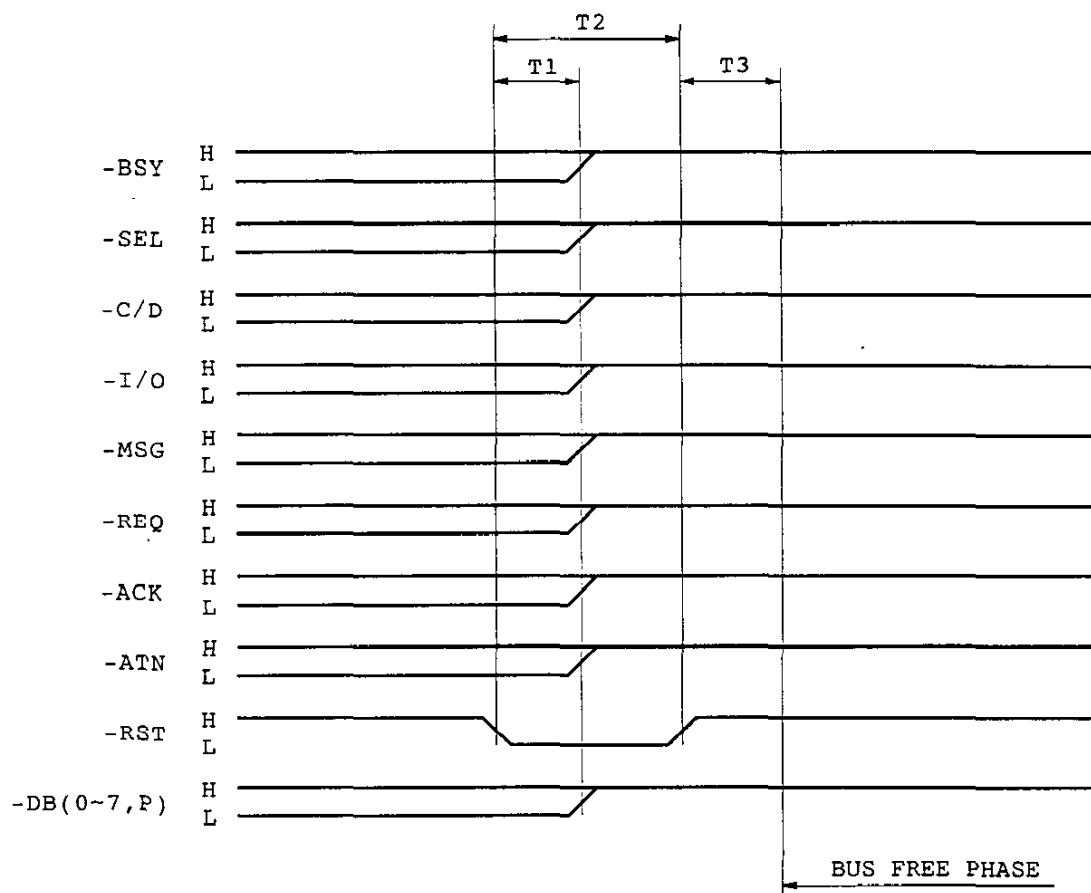 T2
T1 T3
-BSY H L
-SEL H L
-C/D H L
-I/O H L
-MSG H L
-REQ H L
-ACK H L
-ATN H L
-RST H L
-DB(0~7,P) H L
BUS FREE PHASE